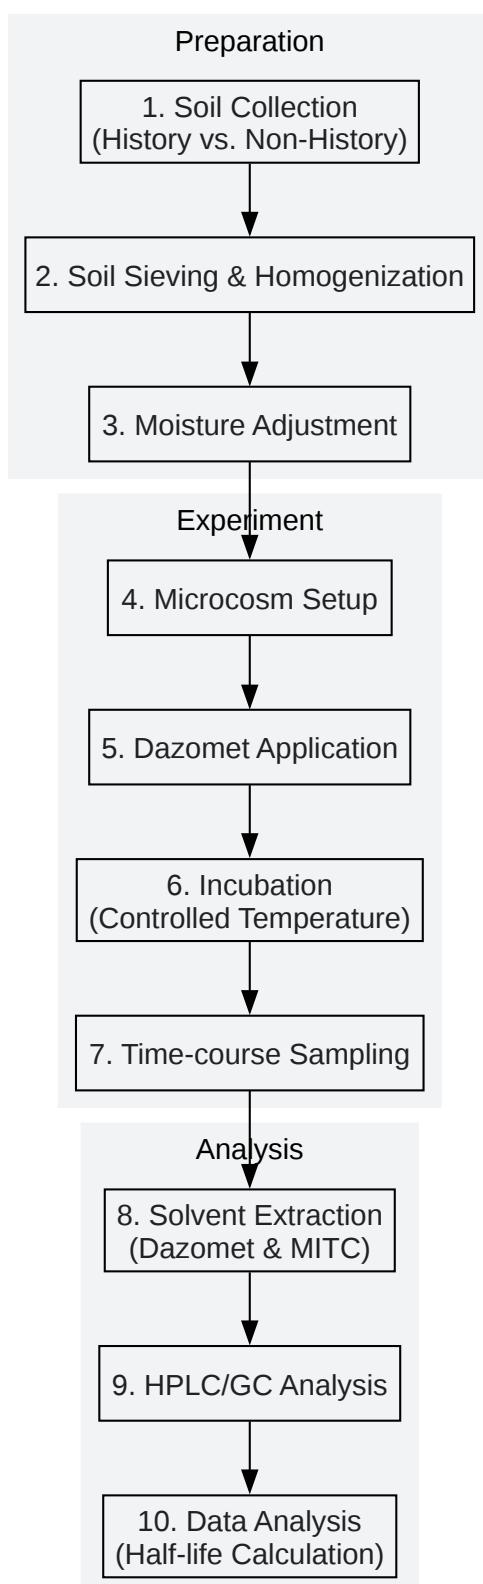 Preparation
1. Soil Collection
(History vs. Non-History)
2. Soil Sieving & Homogenization
3. Moisture Adjustment
Experiment
4. Microcosm Setup
5. Dazomet Application
6. Incubation
(Controlled Temperature)
7. Time-course Sampling
Analysis
8. Solvent Extraction
(Dazomet & MITC)
9. HPLC/GC Analysis
10. Data Analysis
(Half-life Calculation)